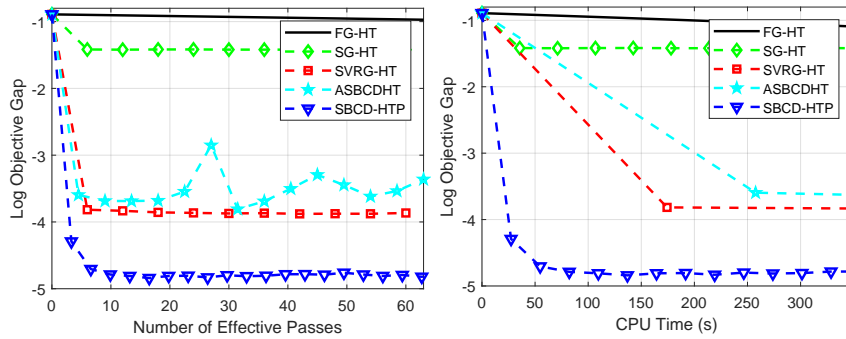 -1
-2
-3
-4
-5
Log Objective Gap
0
10
20
30
40
50
60
Number of Effective Passes
FG-HT
SG-HT
SVRG-HT
ASBCDHT
SBCD-HTP
-1
-2
-3
-4
-5
Log Objective Gap
0
50
100
150
200
250
300
CPU Time (s)
FG-HT
SG-HT
SVRG-HT
ASBCDHT
SBCD-HTP